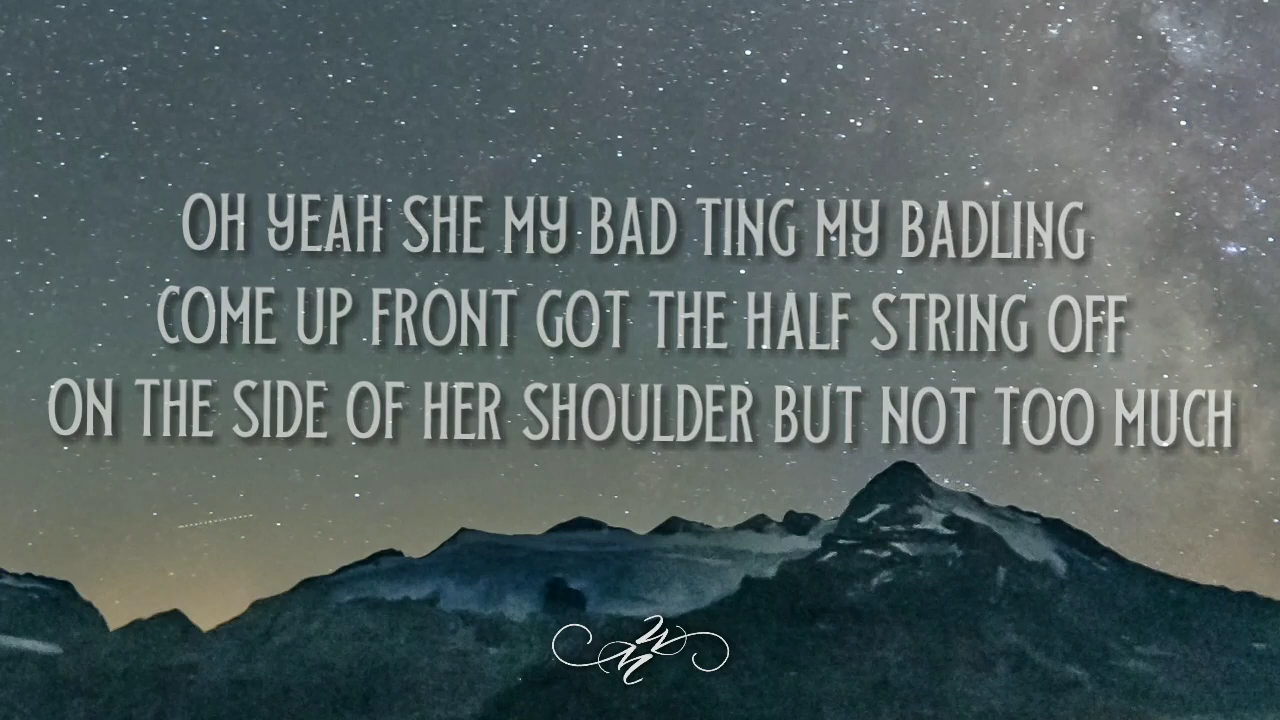 OH YEAH SHE MY BAD TING MY BADLING
COME UP FRONT GOT THE HALF STRING OFF
ON THE SIDE OF HER SHOULDER BUT NOT TOO MUCH
WM